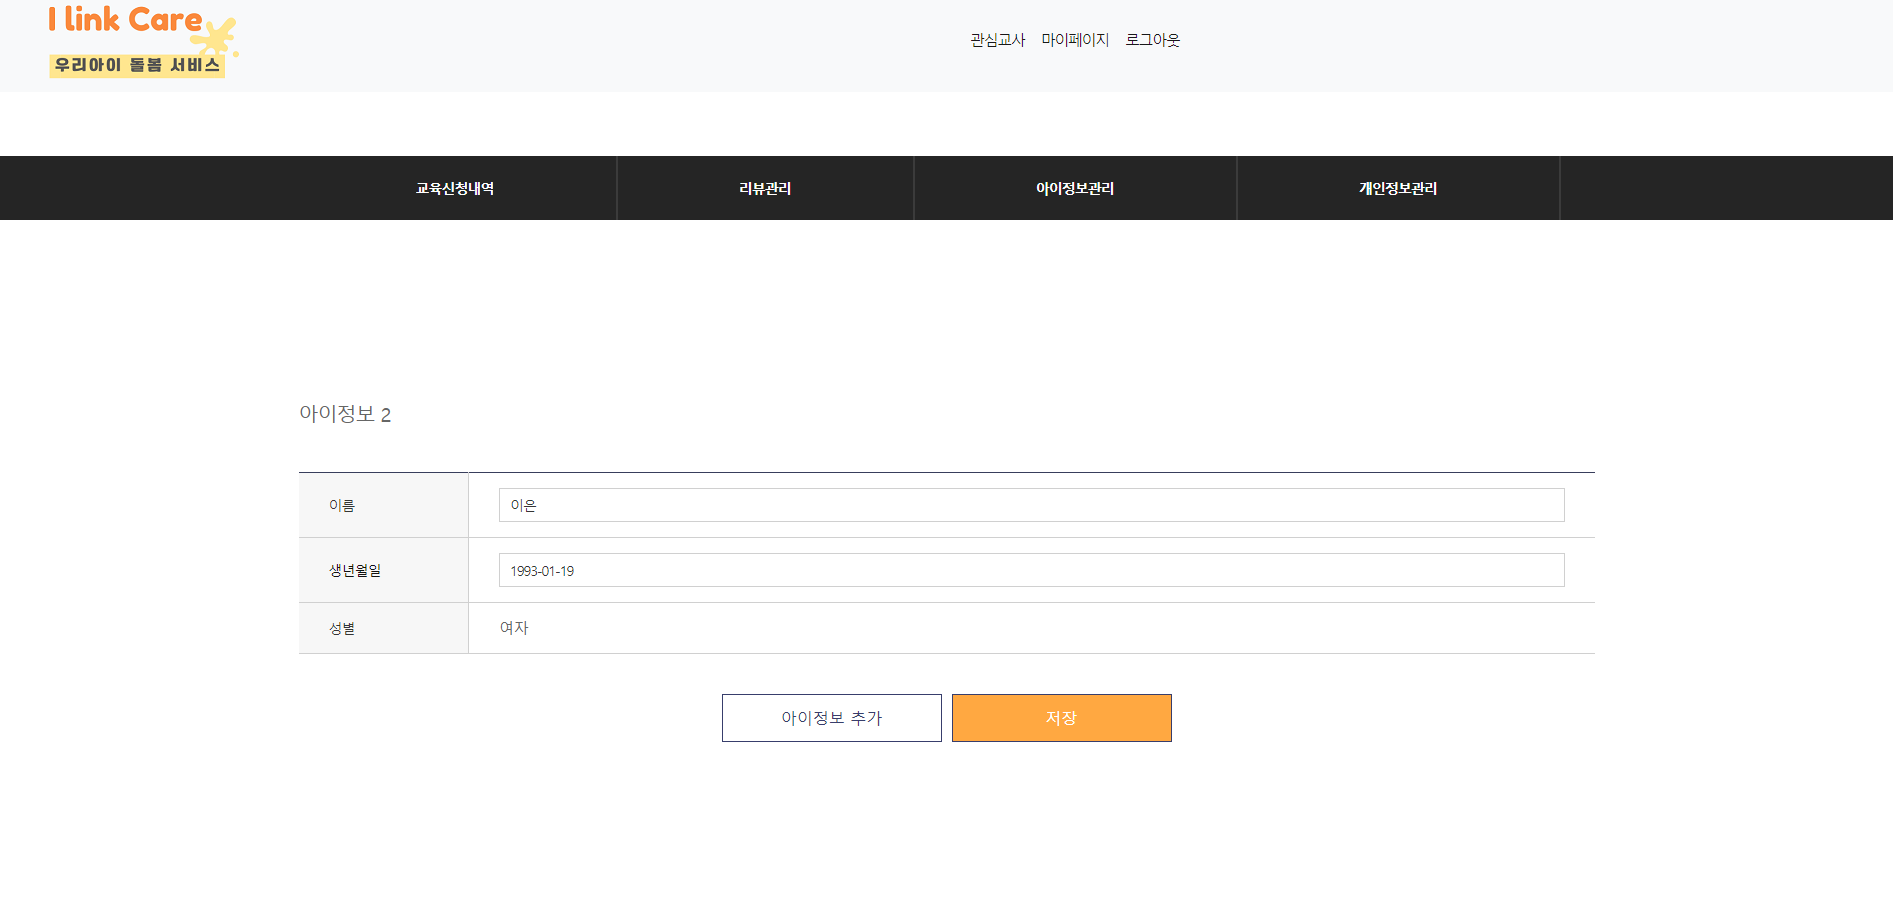 I link Care
우리아이 돌봄 서비스
관심교사 마이페이지 로그아웃
교육신청내역 리뷰관리 아이정보관리 개인정보관리
아이정보 2
이름 이은
생년월일 1993-01-19
성별 여자
아이정보 추가 저장